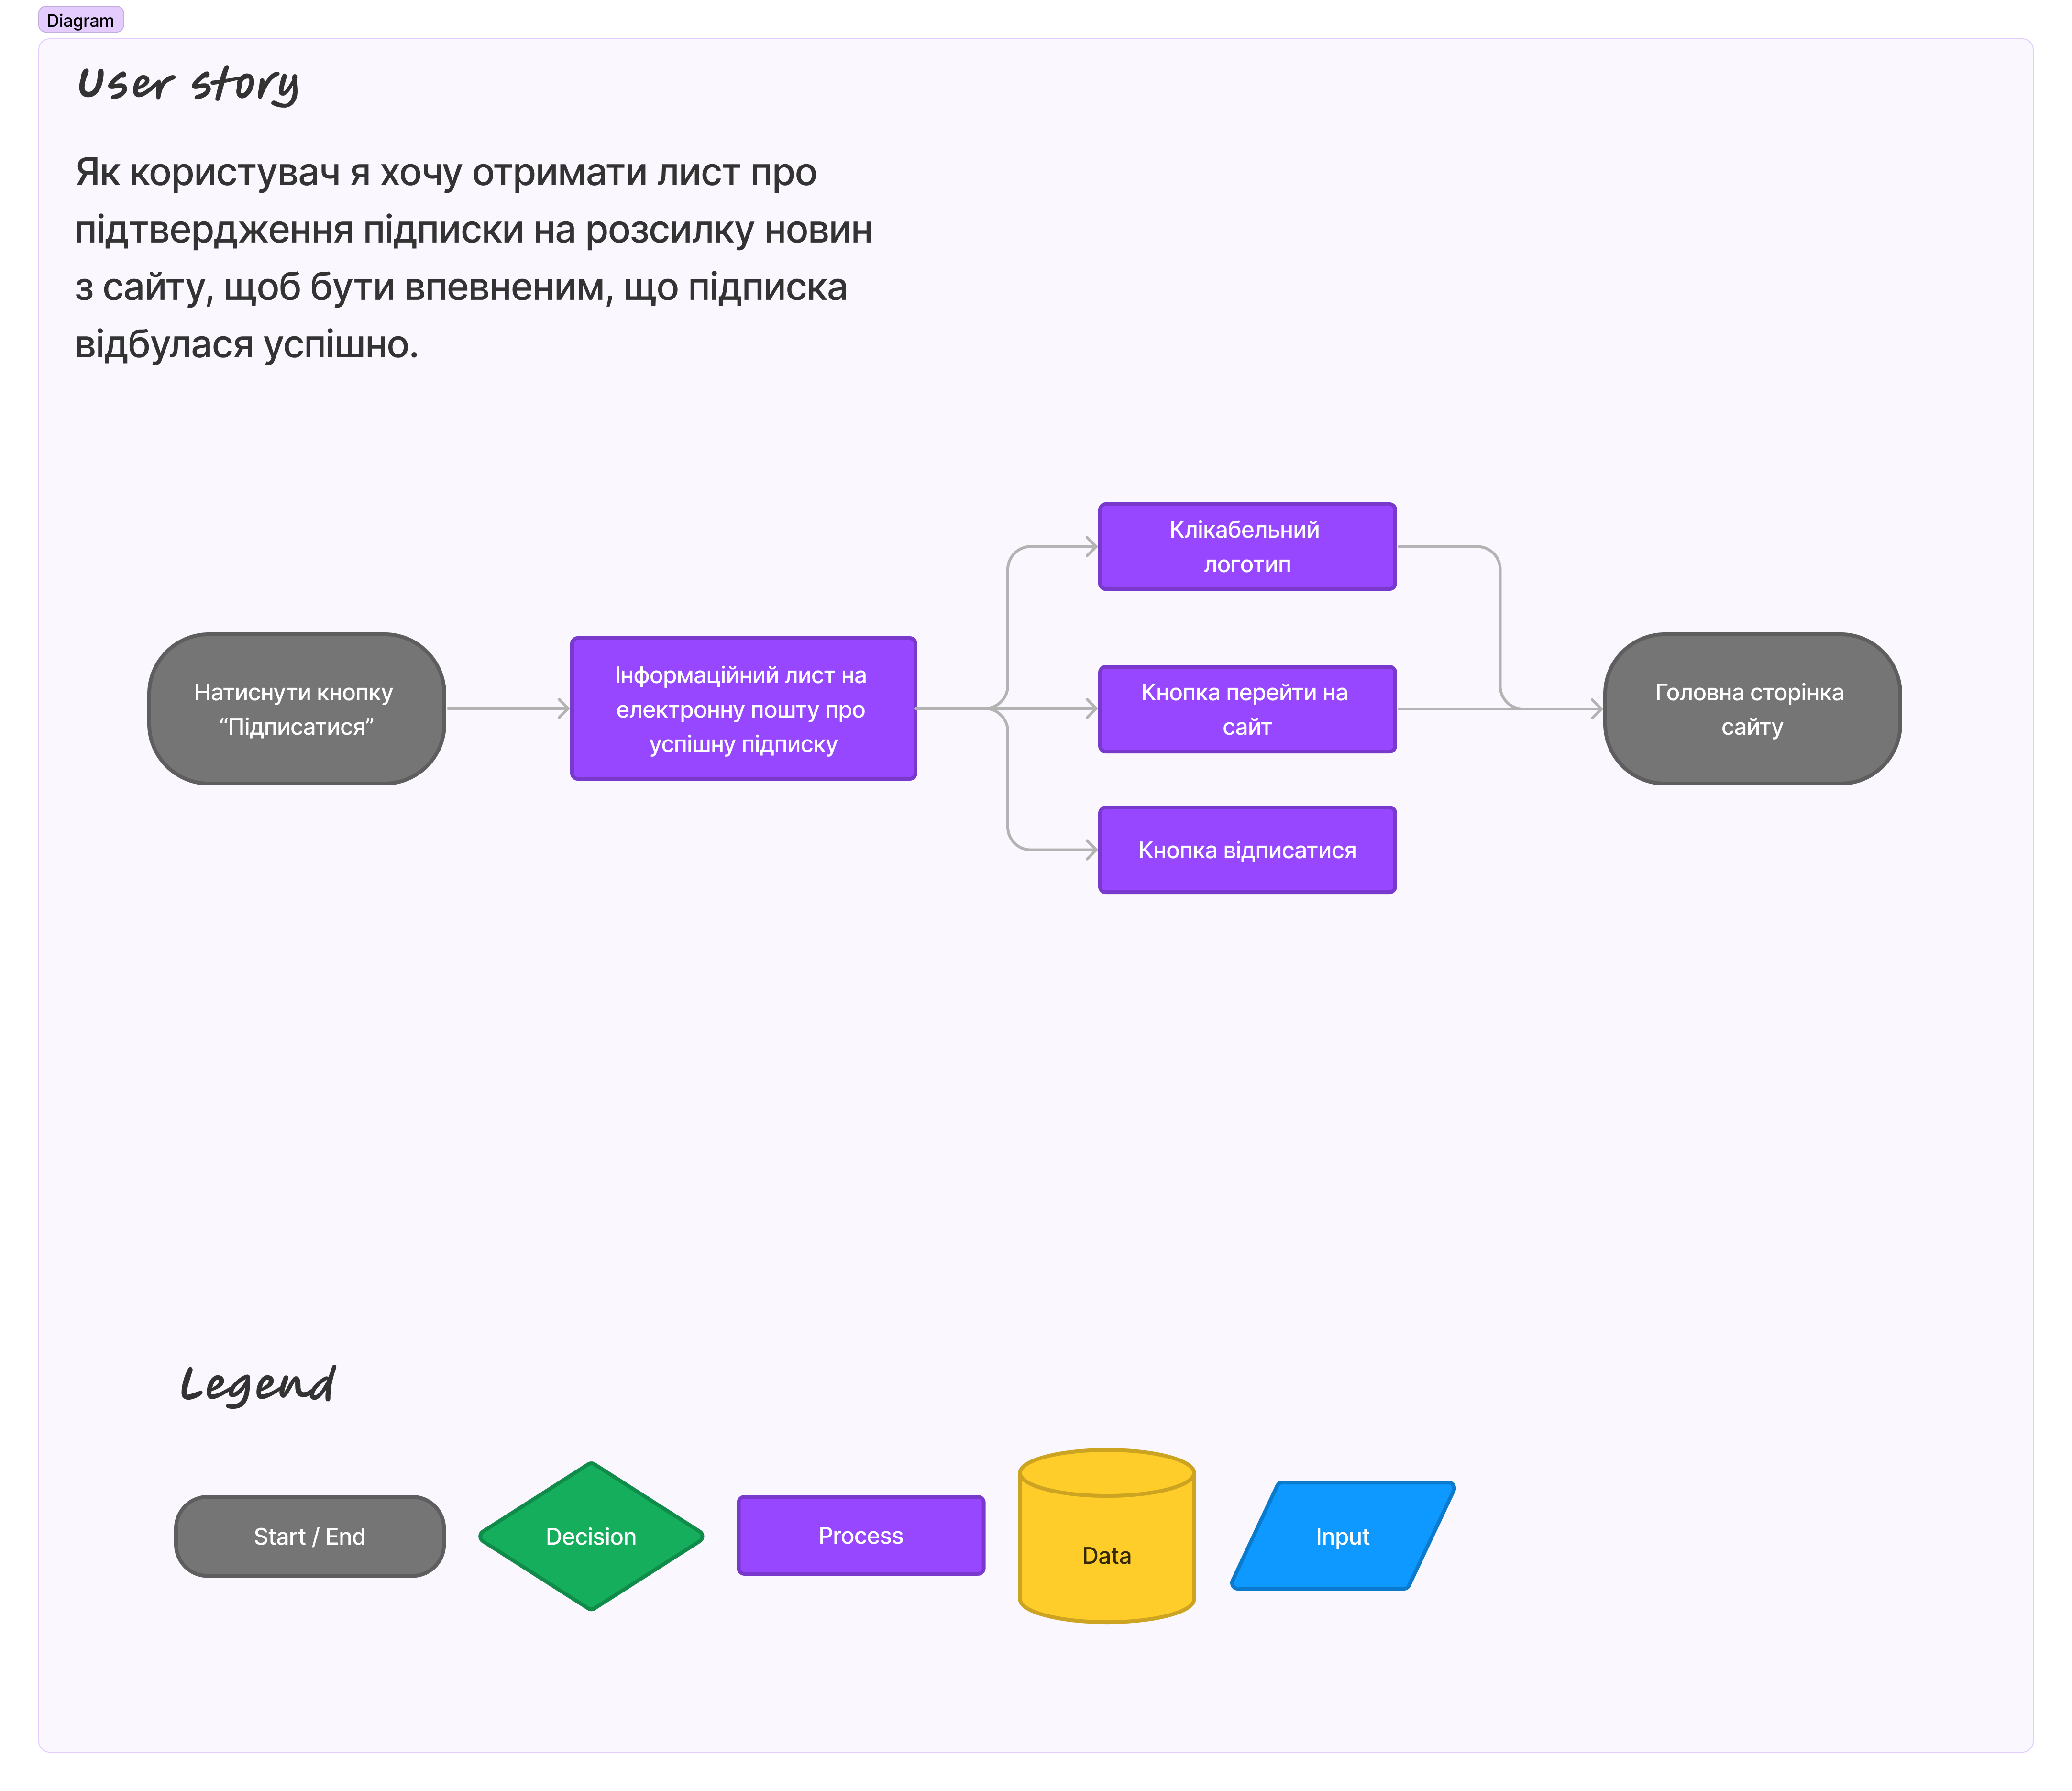 Diagram
User story
Як користувач я хочу отримати лист про
підтвердження підписки на розсилку новин
з сайту, щоб бути впевненим, що підписка
відбулася успішно.
Клікабельний
логотип
Натиснути кнопку
“Підписатися”
Інформаційний лист на
електронну пошту про
успішну підписку
Кнопка перейти на
сайт
Головна сторінка
сайту
Кнопка відписатися
Legend
Start / End
Decision
Process
Data
Input